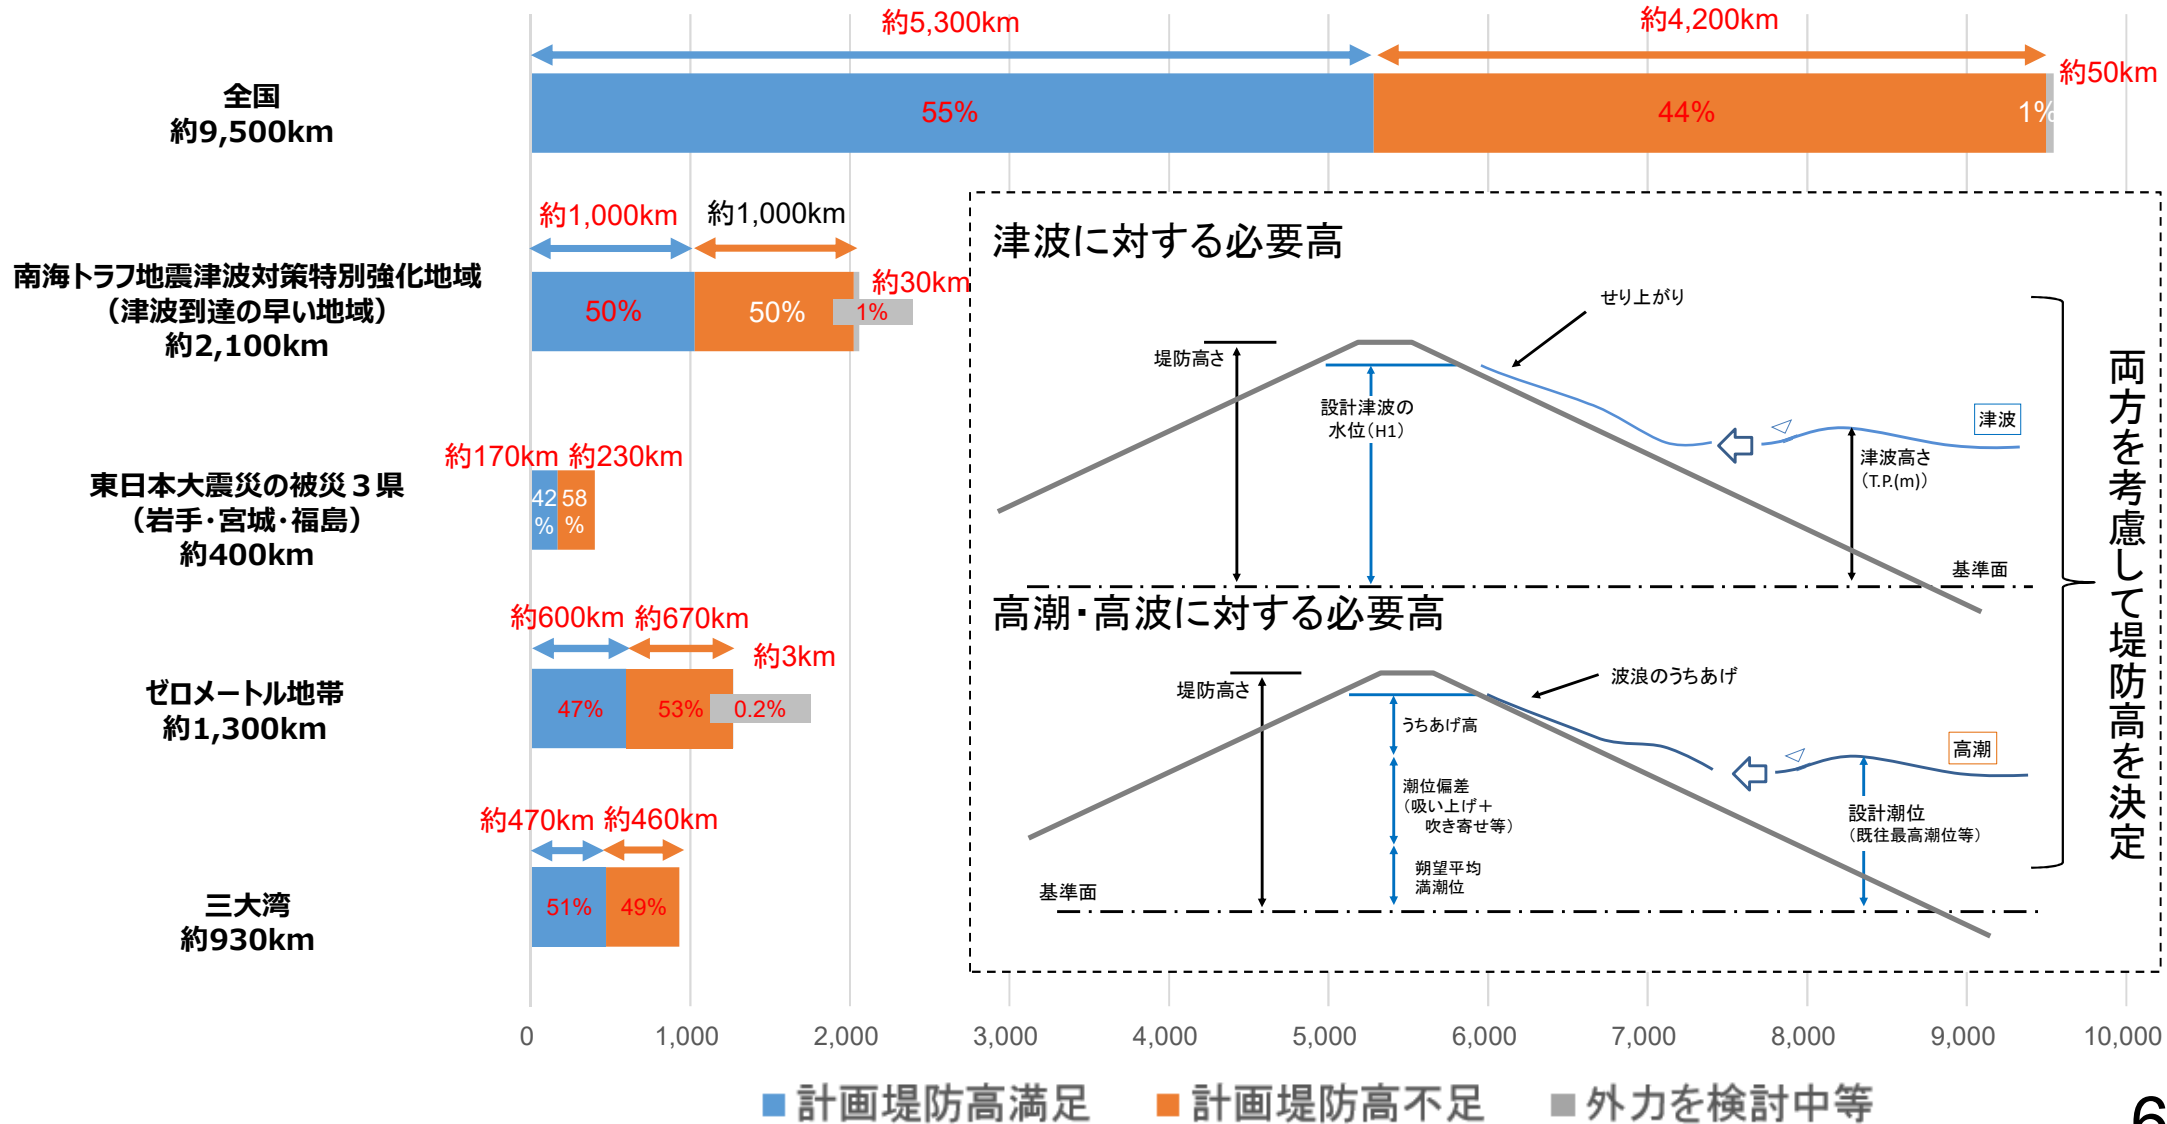 約5,300km
約4,200km
約50km
全国
約9,500km
55%
44%
1%
約1,000km
約1,000km
約30km
南海トラフ地震津波対策特別強化地域
（津波到達の早い地域）
約2,100km
50%
50%
1%
約170km
約230km
東日本大震災の被災３県
（岩手・宮城・福島）
約400km
42
%
58
%
約600km
約670km
約3km
ゼロメートル地帯
約1,300km
47%
53%
0.2%
約470km
約460km
三大湾
約930km
51%
49%
津波に対する必要高
せり上がり
堤防高さ
設計津波の
水位（H1）
津波
津波高さ
（T.P.(m)）
基準面
高潮・高波に対する必要高
波浪のうちあげ
堤防高さ
うちあげ高
高潮
潮位偏差
（吸い上げ＋
吹き寄せ等）
設計潮位
（既往最高潮位等）
朔望平均
満潮位
基準面
両方を考慮して堤防高を決定
0
1,000
2,000
3,000
4,000
5,000
6,000
7,000
8,000
9,000
10,000
計画堤防高満足
計画堤防高不足
外力を検討中等
6